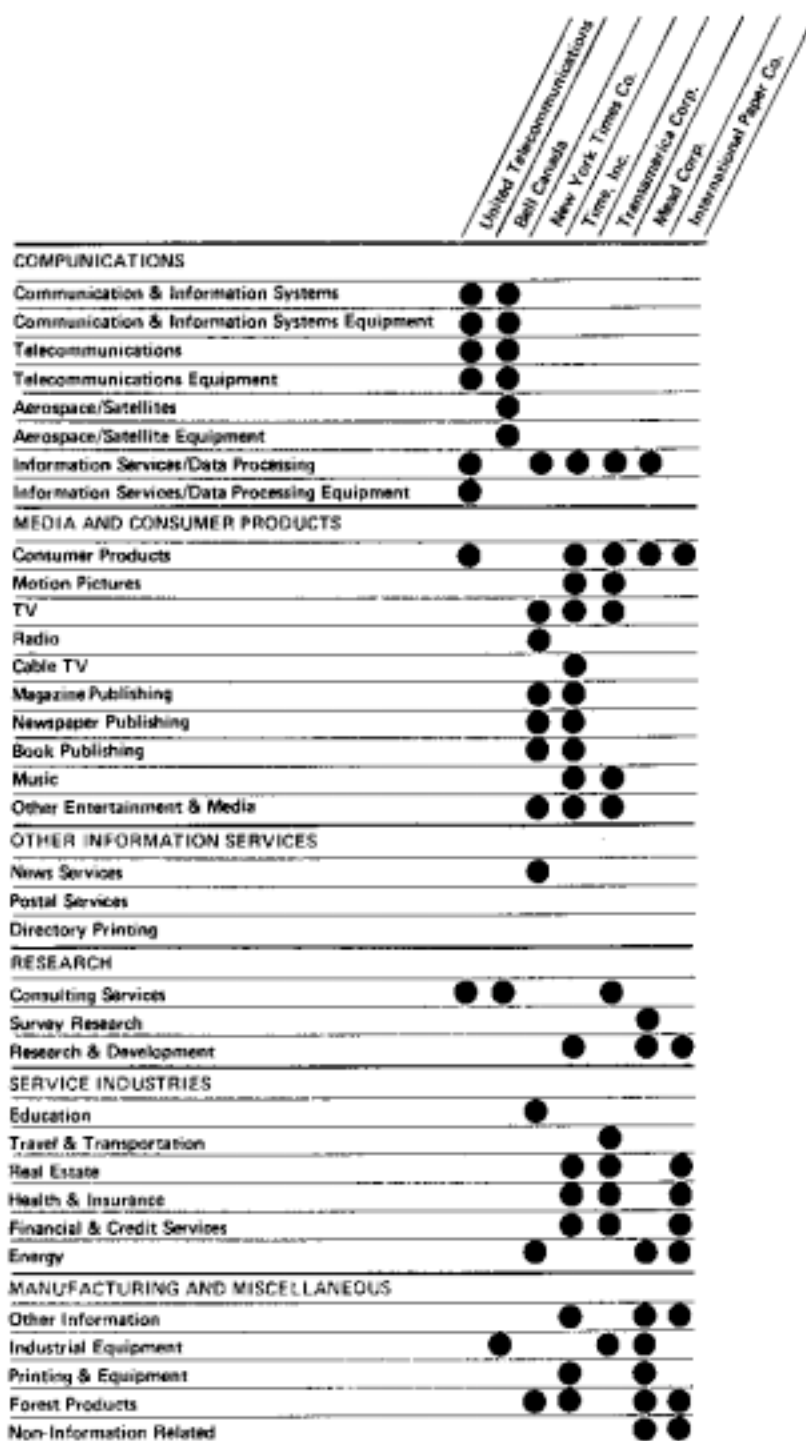 United Telecommunications
Bell Canada
New York Times Co.
Time, Inc.
Transamerica Corp.
Mead Corp.
International Paper Co.
COMPUNICATIONS
Communication & Information Systems
Communication & Information Systems Equipment
Telecommunications
Telecommunications Equipment
Aerospace/Satellites
Aerospace/Satellite Equipment
Information Services/Data Processing
Information Services/Data Processing Equipment
MEDIA AND CONSUMER PRODUCTS
Consumer Products
Motion Pictures
TV
Radio
Cable TV
Magazine Publishing
Newspaper Publishing
Book Publishing
Music
Other Entertainment & Media
OTHER INFORMATION SERVICES
News Services
Postal Services
Directory Printing
RESEARCH
Consulting Services
Survey Research
Research & Development
SERVICE INDUSTRIES
Education
Travel & Transportation
Real Estate
Health & Insurance
Financial & Credit Services
Energy
MANUFACTURING AND MISCELLANEOUS
Other Information
Industrial Equipment
Printing & Equipment
Forest Products
Non-Information Related